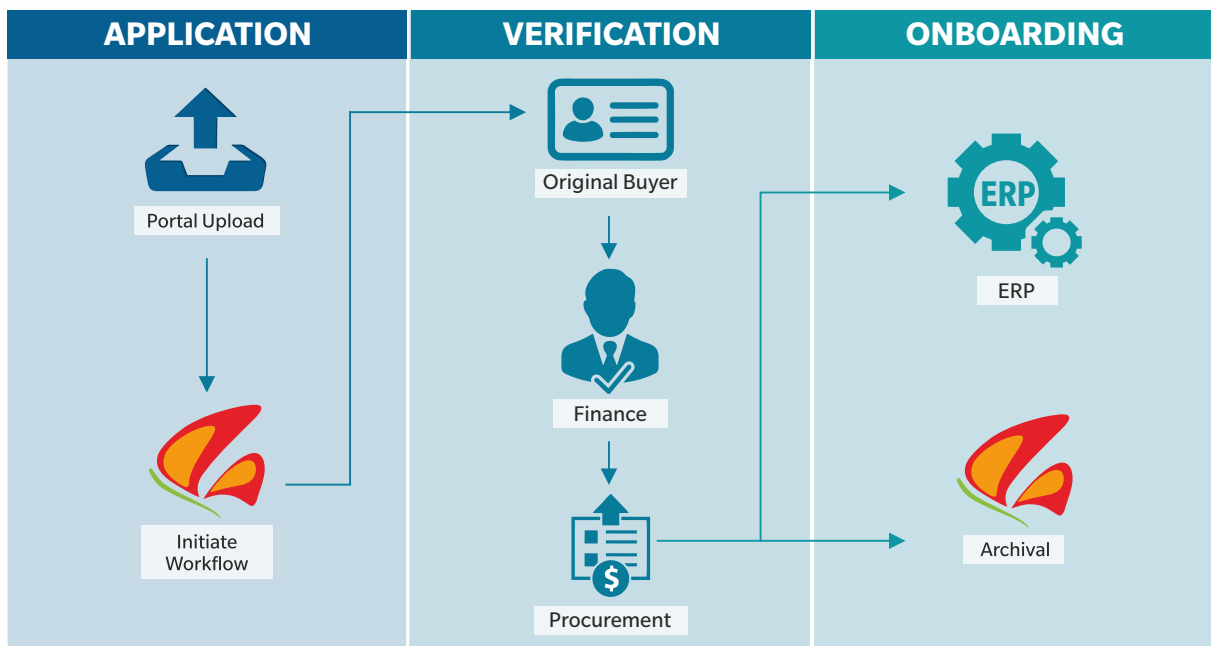 APPLICATION
VERIFICATION
ONBOARDING
Portal Upload
Initiate
Workflow
Original Buyer
Finance
$
Procurement
ERP
ERP
Archival